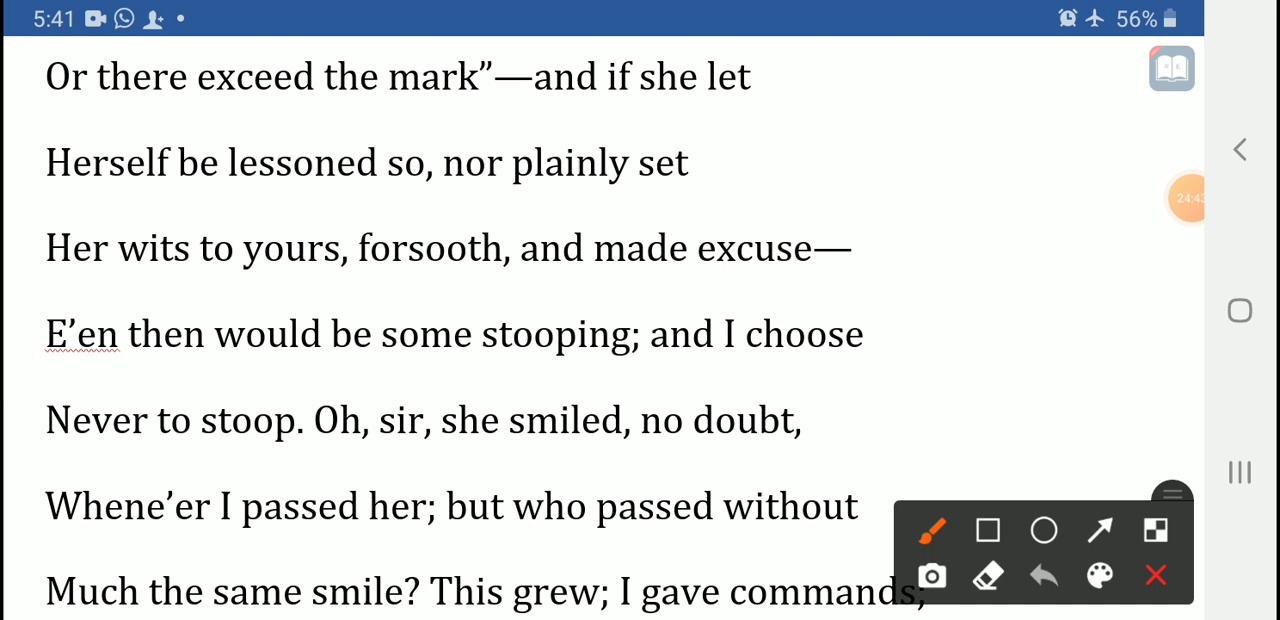 5:41
56%
Or there exceed the mark”—and if she let
Herself be lessoned so, nor plainly set
24:43
Her wits to yours, forsooth, and made excuse—
E’en then would be some stooping; and I choose
Never to stoop. Oh, sir, she smiled, no doubt,
Whene’er I passed her; but who passed without
Much the same smile? This grew; I gave commands;